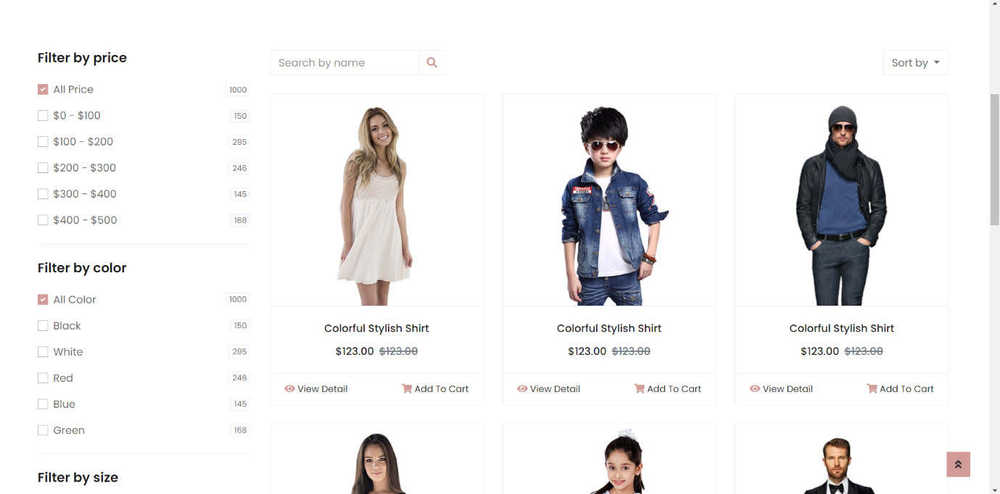 Filter by price
All Price 1000
$0 - $100 150
$100 - $200 295
$200 - $300 246
$300 - $400 145
$400 - $500 168
Filter by color
All Color 1000
Black 150
White 295
Red 246
Blue 145
Green 168
Filter by size
Search by name
Sort by
Colorful Stylish Shirt
$123.00 $123.00
View Detail Add To Cart
Colorful Stylish Shirt
$123.00 $123.00
View Detail Add To Cart
Colorful Stylish Shirt
$123.00 $123.00
View Detail Add To Cart